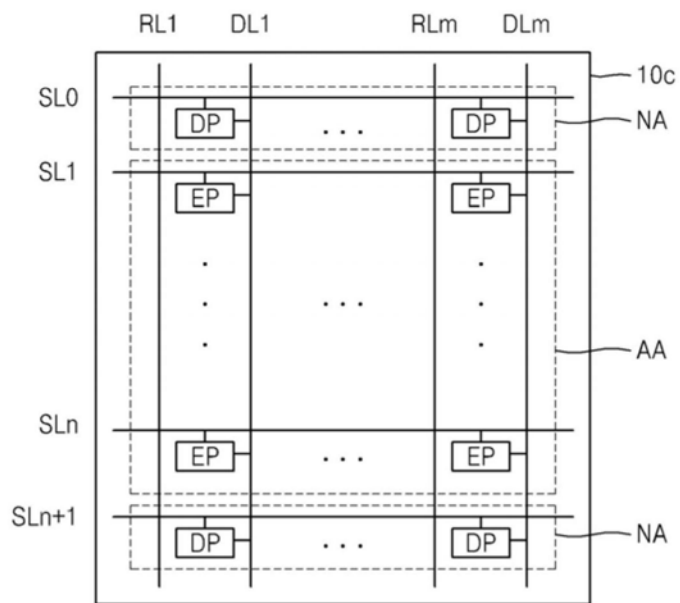 RL1 DL1 RLm DLm
10c
SL0
DP ... DP
NA
SL1
EP EP
...
AA
SLn
EP ... EP
SLn+1
DP ... DP
NA